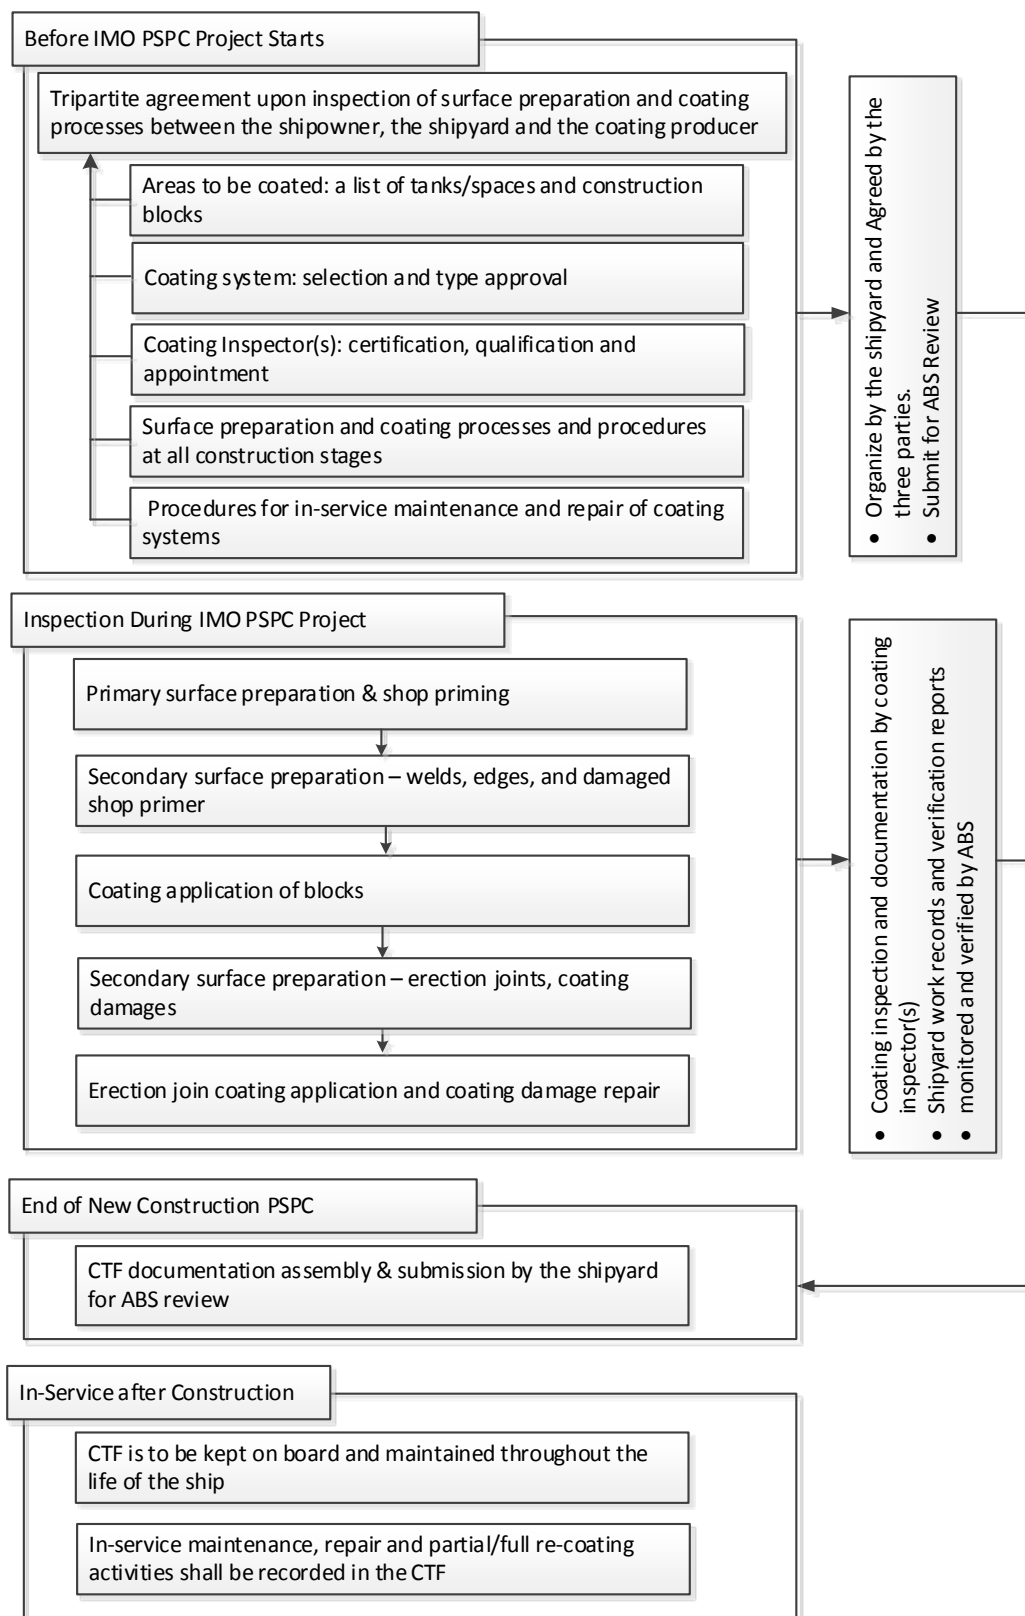 Before IMO PSPC Project Starts
Tripartite agreement upon inspection of surface preparation and coating
processes between the shipowner, the shipyard and the coating producer
Areas to be coated: a list of tanks/spaces and construction
blocks
Coating system: selection and type approval
Coating Inspector(s): certification, qualification and
appointment
Surface preparation and coating processes and procedures
at all construction stages
Procedures for in-service maintenance and repair of coating
systems
• Organize by the shipyard and Agreed by the
three parties.
• Submit for ABS Review
Inspection During IMO PSPC Project
Primary surface preparation & shop priming
Secondary surface preparation – welds, edges, and damaged
shop primer
Coating application of blocks
Secondary surface preparation – erection joints, coating
damages
Erection join coating application and coating damage repair
• Coating inspection and documentation by coating
inspector(s)
• Shipyard work records and verification reports
• monitored and verified by ABS
End of New Construction PSPC
CTF documentation assembly & submission by the shipyard
for ABS review
In-Service after Construction
CTF is to be kept on board and maintained throughout the
life of the ship
In-service maintenance, repair and partial/full re-coating
activities shall be recorded in the CTF